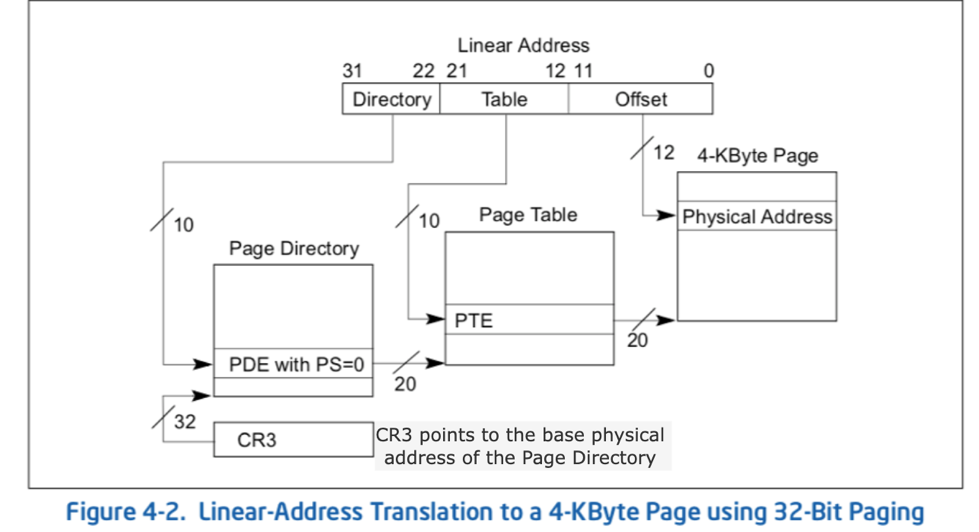 Linear Address
31 22 21 12 11 0
Directory Table Offset
12 4-KByte Page
Physical Address
10
10 Page Table
Page Directory
PTE
20
PDE with PS=0
20
32
CR3
CR3 points to the base physical
address of the Page Directory
Figure 4-2. Linear-Address Translation to a 4-KByte Page using 32-Bit Paging